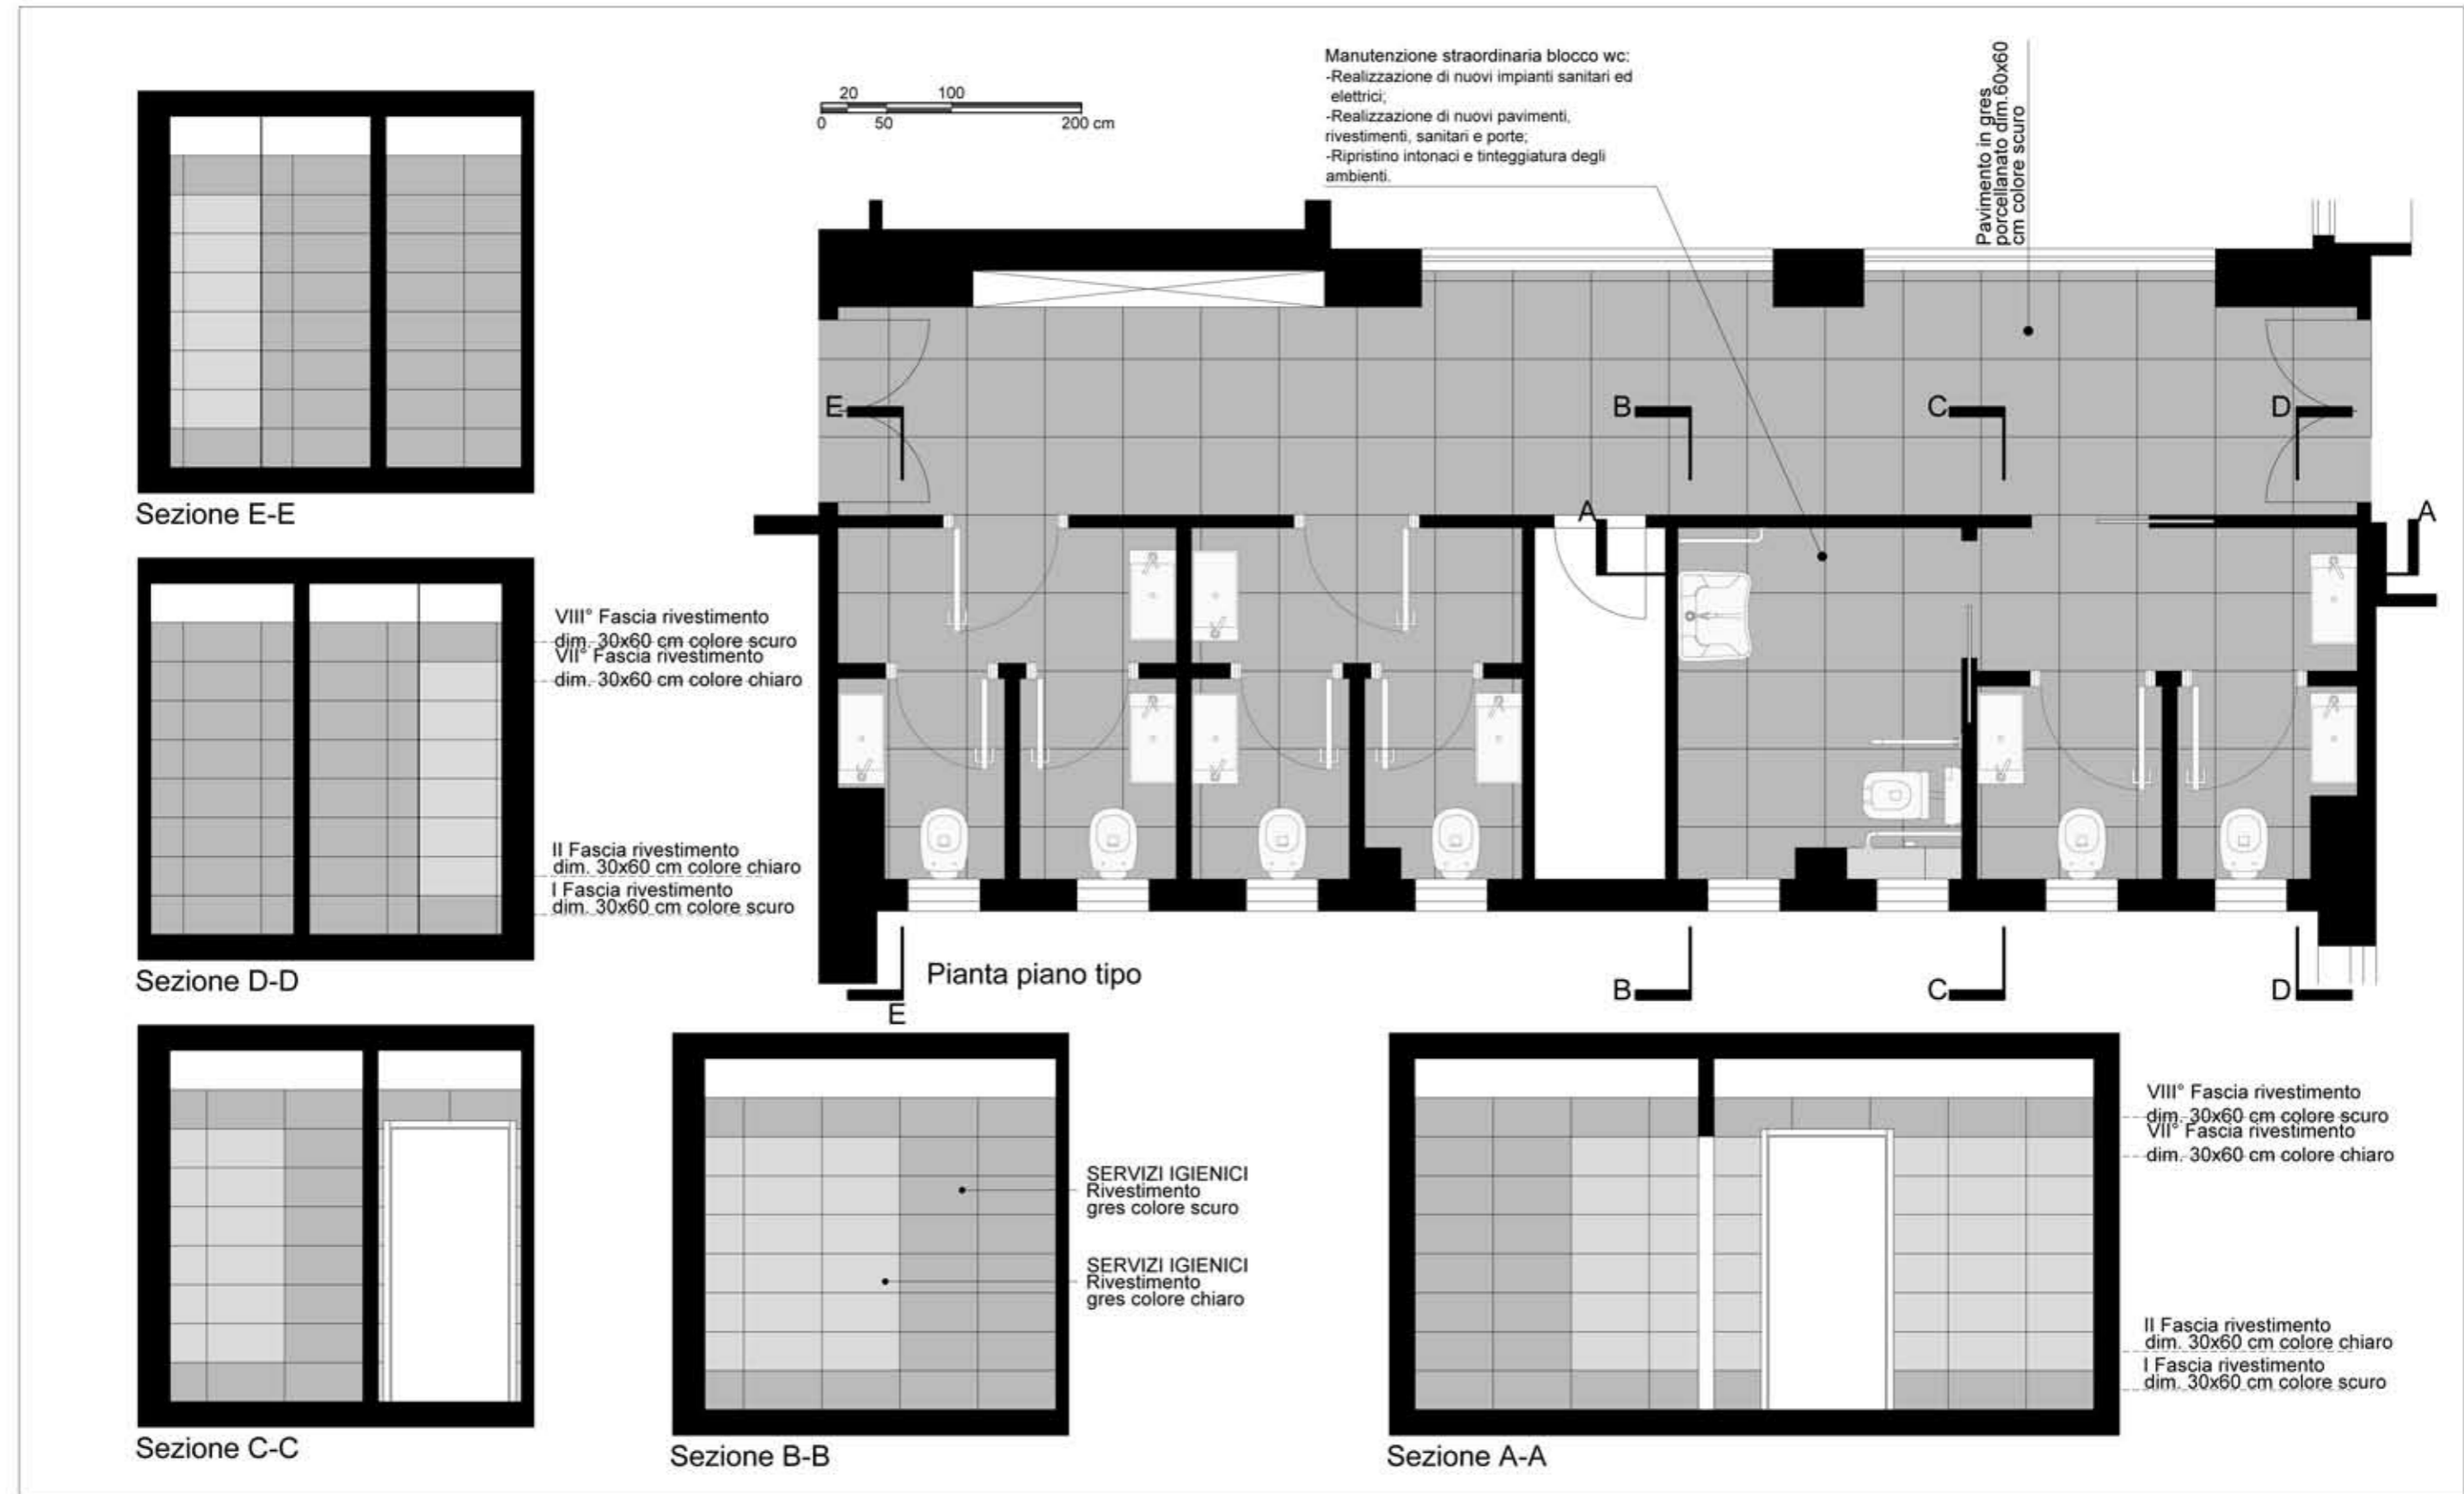 20
100
0
50
200 cm
Manutenzione straordinaria blocco wc:
-Realizzazione di nuovi impianti sanitari ed
elettrici;
-Realizzazione di nuovi pavimenti,
rivestimenti, sanitari e porte;
-Ripristino intonaci e tinteggiatura degli
ambienti.
Pavimento in gres
porcellanato dim.60x60
cm colore scuro
Sezione E-E
E
B
C
D
A
A
VIII° Fascia rivestimento
dim. 30x60 cm colore scuro
VII° Fascia rivestimento
dim. 30x60 cm colore chiaro
II Fascia rivestimento
dim. 30x60 cm colore chiaro
I Fascia rivestimento
dim. 30x60 cm colore scuro
Sezione D-D
Pianta piano tipo
E
B
C
D
SERVIZI IGIENICI
Rivestimento
gres colore scuro
SERVIZI IGIENICI
Rivestimento
gres colore chiaro
VIII° Fascia rivestimento
dim. 30x60 cm colore scuro
VII° Fascia rivestimento
dim. 30x60 cm colore chiaro
II Fascia rivestimento
dim. 30x60 cm colore chiaro
I Fascia rivestimento
dim. 30x60 cm colore scuro
Sezione C-C
Sezione B-B
Sezione A-A